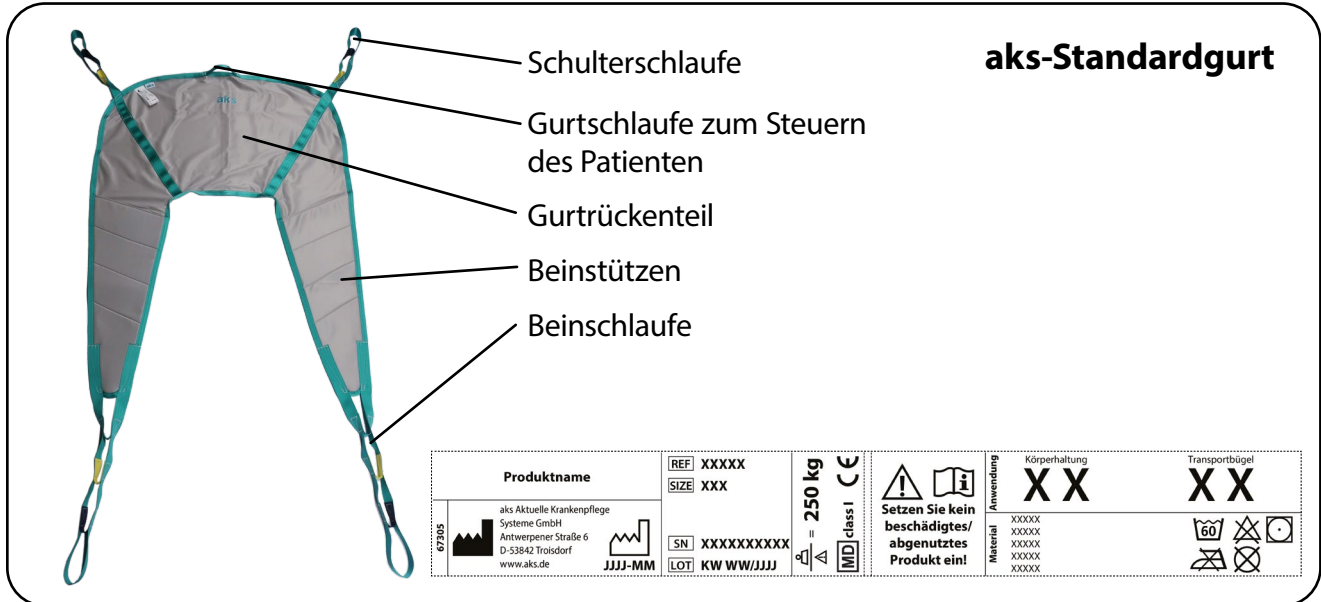 aks-Standardgurt
Schulterschlaufe
Gurtschlaufe zum Steuern
des Patienten
Gurtrückenteil
Beinstützen
Beinschlaufe
aks
Produktname
67305
aks Aktuelle Krankenpflege
Systeme GmbH
Antwerpener Straße 6
D-53842 Troisdorf
www.aks.de
JJJJ-MM
REF XXXXX
SIZE XXX
SN XXXXXXXXXX
LOT KW WW/JJJJ
= 250 kg
MD class I CE
Setzen Sie kein
beschädigtes/
abgenutztes
Produkt ein!
Anwendung
Körperhaltung
X X
Transportbügel
X X
Material
XXXXX
XXXXX
XXXXX
XXXXX
XXXXX
60